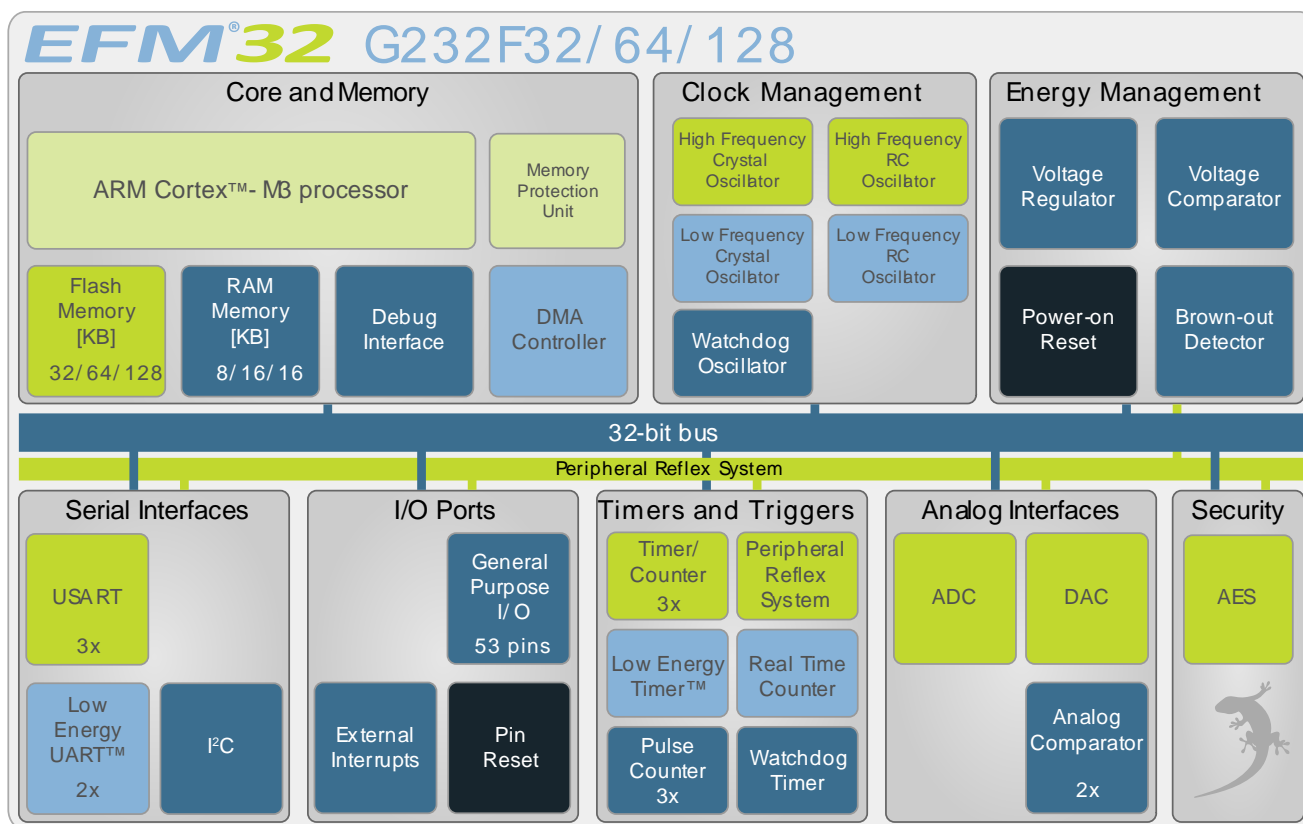 EFM®32 G232F32/64/128
Core and Memory
ARM Cortex™-M3 processor
Memory
Protection
Unit
Flash
Memory
[KB]
32/64/128
RAM
Memory
[KB]
8/16/16
Debug
Interface
DMA
Controller
Clock Management
High Frequency
Crystal
Oscillator
High Frequency
RC
Oscillator
Low Frequency
Crystal
Oscillator
Low Frequency
RC
Oscillator
Watchdog
Oscillator
Energy Management
Voltage
Regulator
Voltage
Comparator
Power-on
Reset
Brown-out
Detector
32-bit bus
Peripheral Reflex System
Serial Interfaces
USART
3x
Low
Energy
UART™
2x
I²C
I/O Ports
General
Purpose
I/O
53 pins
External
Interrupts
Pin
Reset
Timers and Triggers
Timer/
Counter
3x
Peripheral
Reflex
System
Low Energy
Timer™
Real Time
Counter
Pulse
Counter
3x
Watchdog
Timer
Analog Interfaces
ADC
DAC
Analog
Comparator
2x
Security
AES